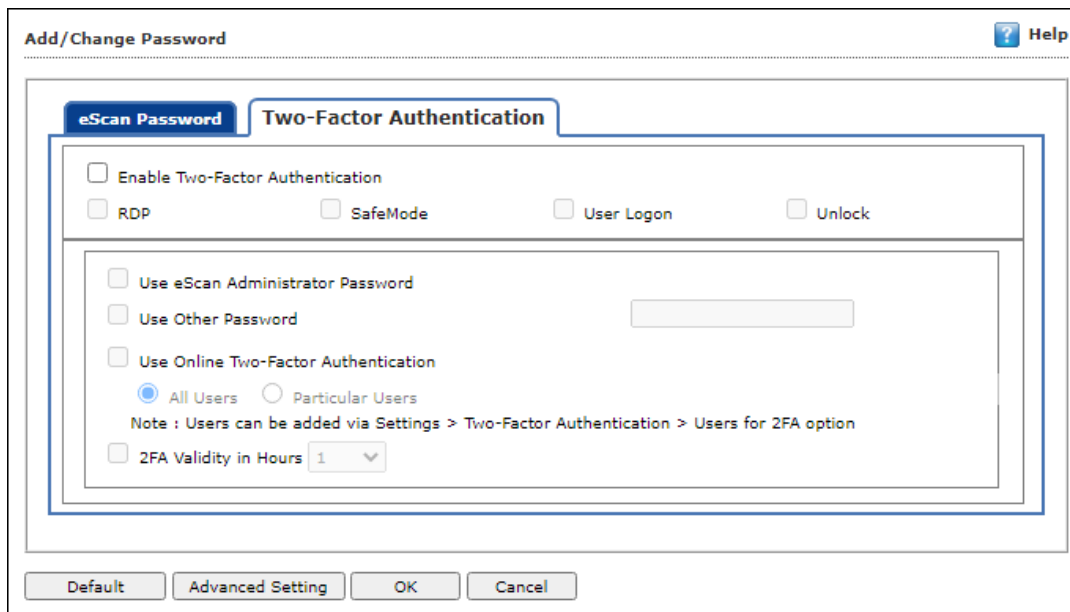 Add/Change Password
? Help
eScan Password Two-Factor Authentication
Enable Two-Factor Authentication
RDP SafeMode User Logon Unlock
Use eScan Administrator Password
Use Other Password
Use Online Two-Factor Authentication
All Users Particular Users
Note : Users can be added via Settings > Two-Factor Authentication > Users for 2FA option
2FA Validity in Hours 1
Default Advanced Setting OK Cancel